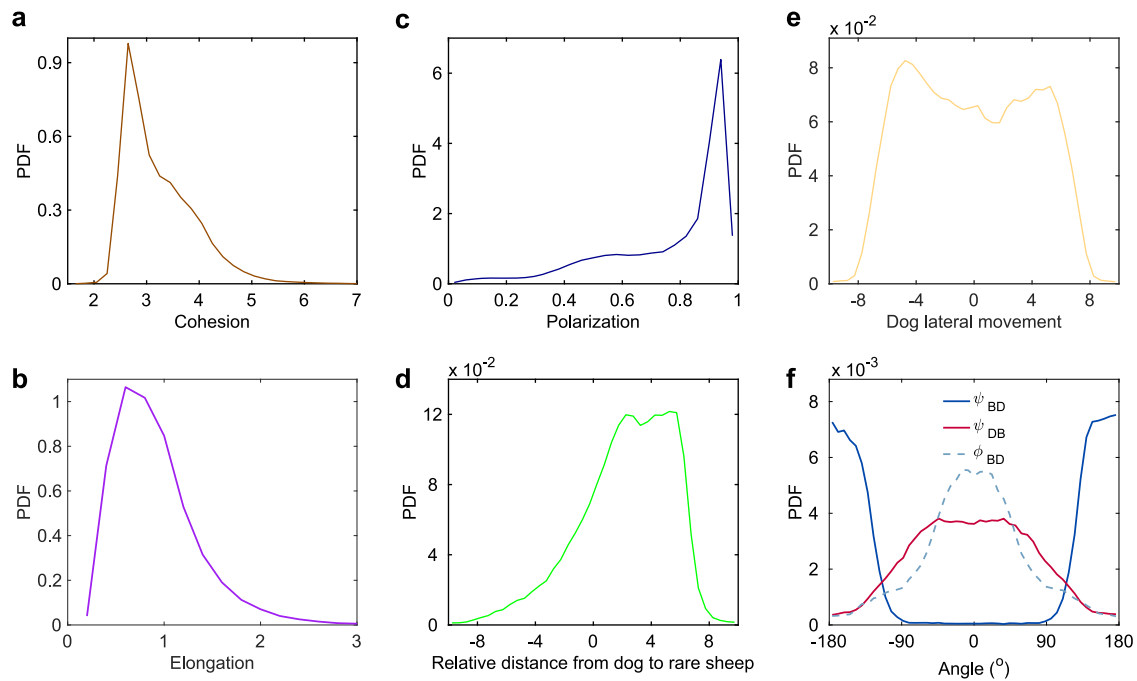 a
0.9
0.6
0.3
0
PDF
2 3 4 5 6 7
Cohesion
c
6
4
2
0
PDF
0 0.2 0.4 0.6 0.8 1
Polarization
e
× 10-2
8
6
4
2
0
PDF
-8 -4 0 4 8
Dog lateral movement
b
1
0.8
0.6
0.4
0.2
0
PDF
0 1 2 3
Elongation
d
× 10-2
12
8
4
0
PDF
-8 -4 0 4 8
Relative distance from dog to rare sheep
f
× 10-3
8
6
4
2
0
PDF
ψ BD
ψ DB
ϕ BD
-180 -90 0 90 180
Angle (o)